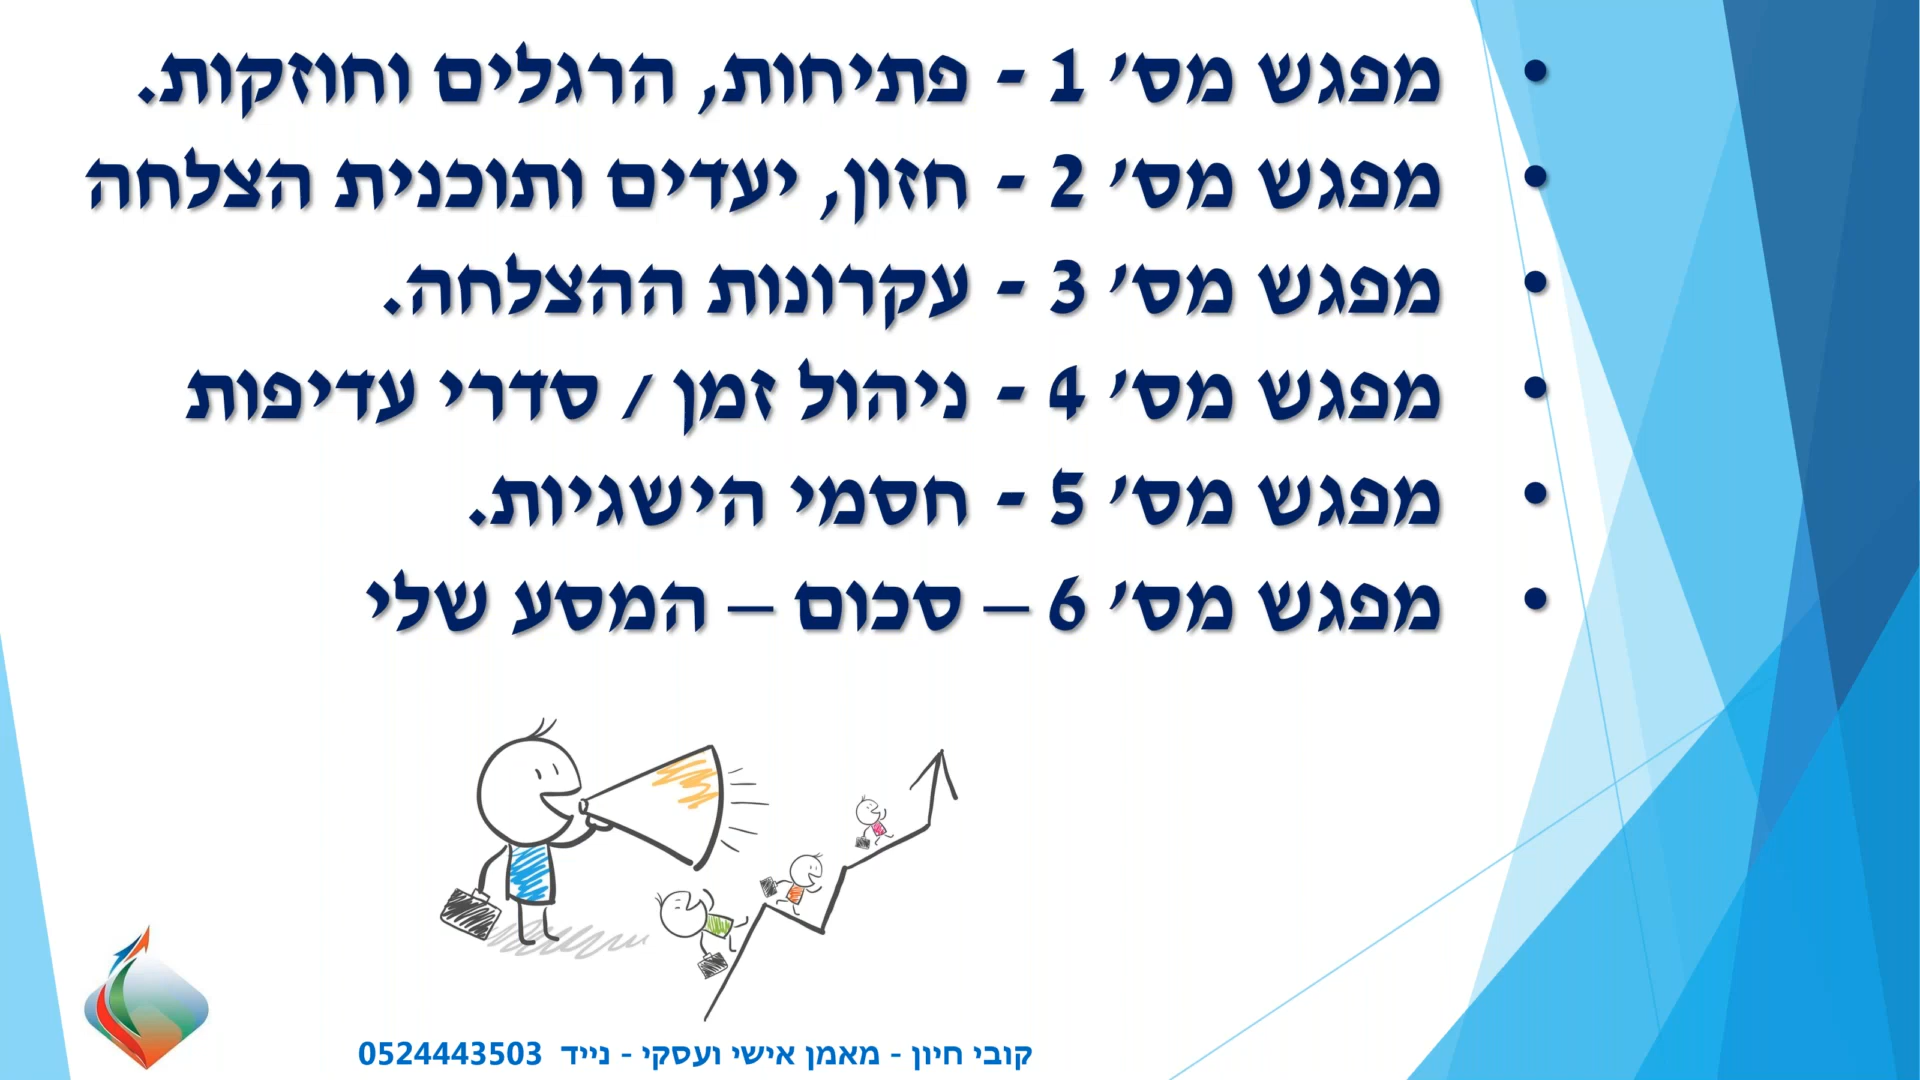 • מפגש מס׳ 1 - פתיחות, הרגלים וחוזקות.
• מפגש מס׳ 2 - חזון, יעדים ותוכנית הצלחה
• מפגש מס׳ 3 - עקרונות ההצלחה.
• מפגש מס׳ 4 - ניהול זמן / סדרי עדיפות
• מפגש מס׳ 5 - חסמי הישגיות.
• מפגש מס׳ 6 – סכום – המסע שלי
קובי חיון - מאמן אישי ועסקי - נייד 0524443503